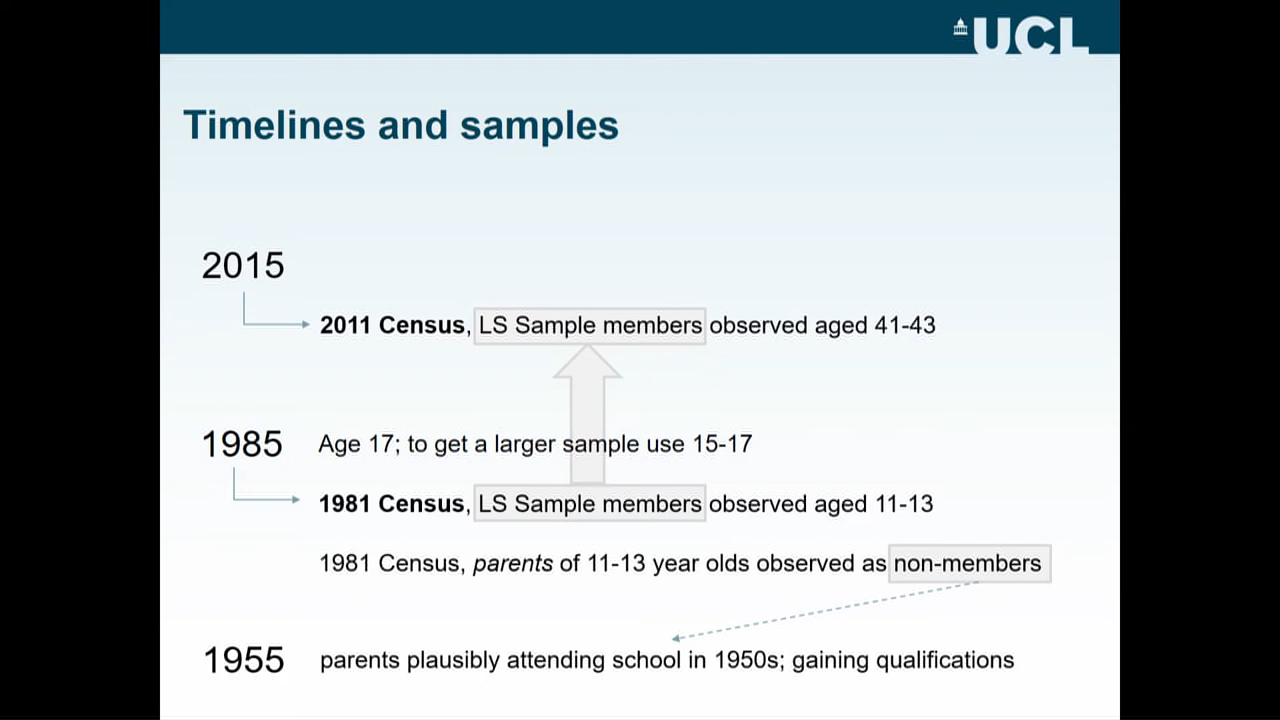 UCL
Timelines and samples
2015
2011 Census, LS Sample members observed aged 41-43
1985 Age 17; to get a larger sample use 15-17
1981 Census, LS Sample members observed aged 11-13
1981 Census, parents of 11-13 year olds observed as non-members
1955 parents plausibly attending school in 1950s; gaining qualifications